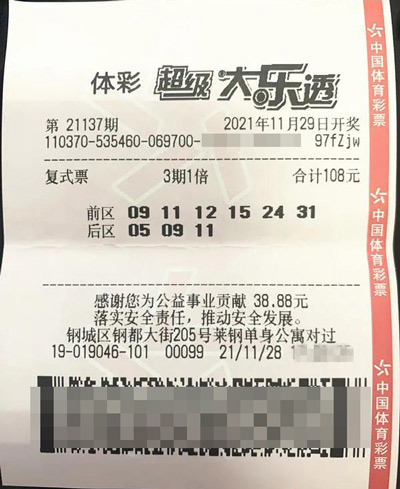 体彩 超级大乐透
第 21137期 2021年11月29日开奖
110370-535460-069700- 97fZjw
复式票 3期1倍 合计108元
前区 09 11 12 15 24 31
后区 05 09 11
感谢您为公益事业贡献 38.88元
落实安全责任，推动安全发展。
钢城区钢都大街205号莱钢单身公寓对过
19-019046-101 00099 21/11/28
中国体育彩票
中国体育彩票
中国体育彩票